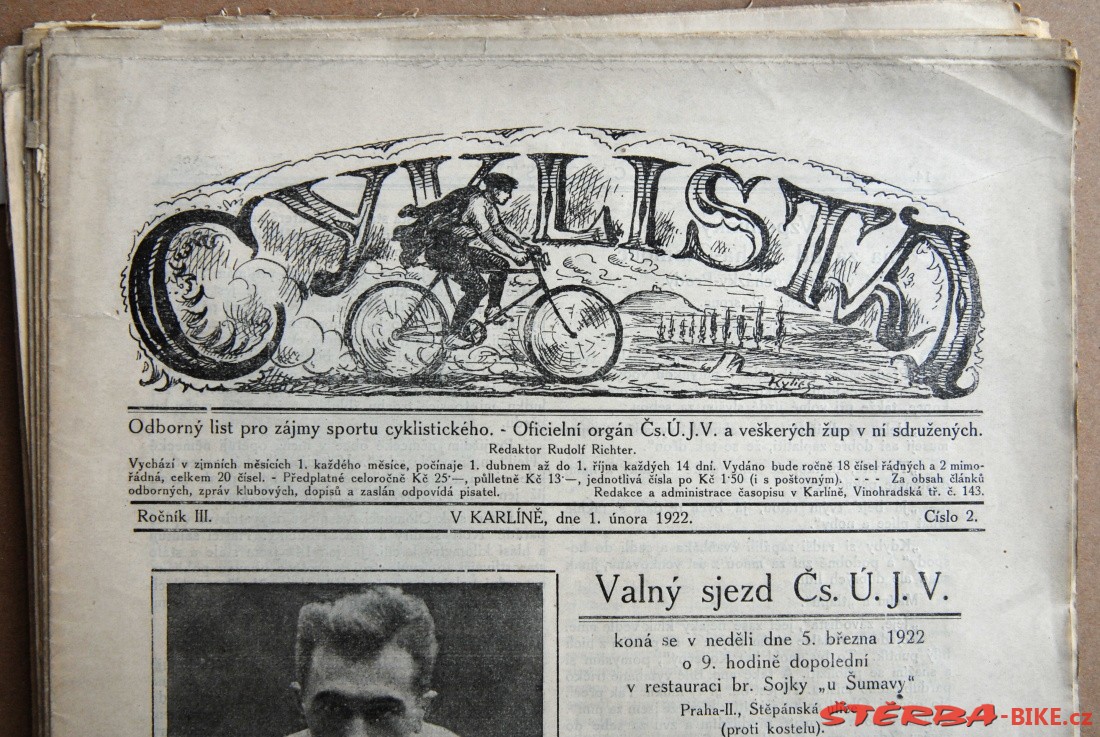 CYKLISTA
Kylies
Odborný list pro zájmy sportu cyklistického. - Oficielní orgán Čs.Ú.J.V. a veškerých žup v ní sdružených.
Redaktor Rudolf Richter.
Vychází v zimních měsících 1. každého měsíce, počínaje 1. dubnem až do 1. října každých 14 dní. Vydáno bude ročně 18 čísel řádných a 2 mimo-
řádná, celkem 20 čísel. - Předplatné celoročně Kč 25·—, půlletně Kč 13·—, jednotlivá čísla po Kč 1·50 (i s poštovným). - - - Za obsah článků
odborných, zpráv klubových, dopisů a zaslán odpovídá pisatel. Redakce a administrace časopisu v Karlíně, Vinohradská tř. č. 143.
Ročník III. V KARLÍNĚ, dne 1. února 1922. Číslo 2.
Valný sjezd Čs. Ú. J. V.
koná se v neděli dne 5. března 1922
o 9. hodině dopolední
v restauraci br. Sojky „u Šumavy"
Praha-II., Štěpánská ulice
(proti kostelu).
ŠTĚRBA-BIKE.cz